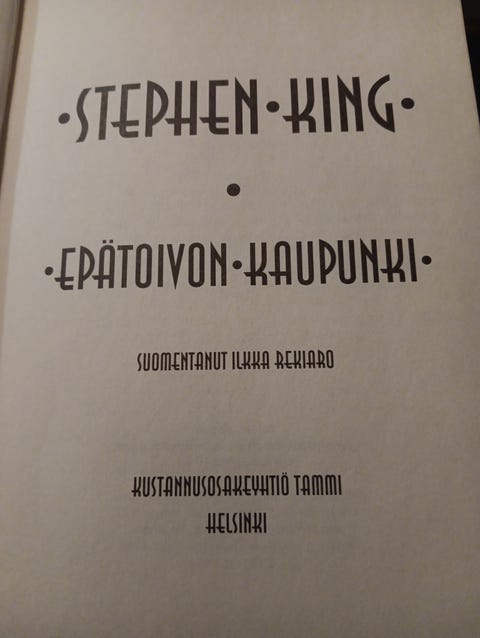 •STEPHEN•KING•
•
•EPÄTOIVON•KAUPUNKI•
SUOMENTANUT ILKKA REKIARO
KUSTANNUSOSAKEYHTIÖ TAMMI
HELSINKI